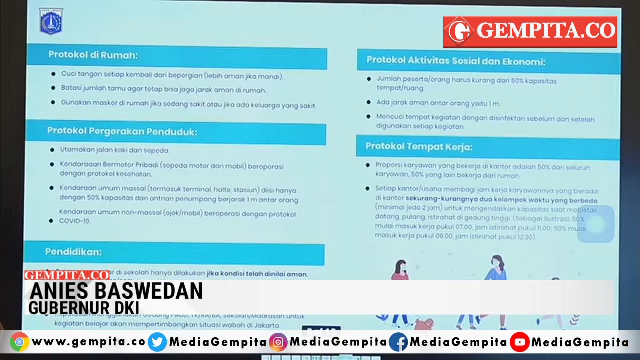 GEMPITA.CO
Protokol di Rumah:
Cuci tangan setiap kembali dari bepergian (lebih aman jika mandi).
Batasi jumlah tamu agar tetap bisa jaga jarak aman di rumah.
Gunakan masker di rumah jika sedang sakit atau jika ada keluarga yang sakit.
Protokol Pergerakan Penduduk:
Utamakan jalan kaki dan sepeda.
Kendaraan Bermotor Pribadi (sepeda motor dan mobil) beroperasi
dengan protokol kesehatan.
Kendaraan umum massal (termasuk terminal, halte, stasiun) diisi hanya
dengan 50% kapasitas dan antrian penumpang berjarak 1 m antar orang.
Kendaraan umum non-massal (ojek/mobil) beroperasi dengan protokol
COVID-19.
Pendidikan:
di sekolah hanya dilakukan jika kondisi telah dinilai aman.
kegiatan belajar akan mempertimbangkan situasi wabah di Jakarta.
Protokol Aktivitas Sosial dan Ekonomi:
Jumlah peserta/orang harus kurang dari 50% kapasitas
tempat/ruang.
Ada jarak aman antar orang yaitu 1 m.
Mencuci tempat kegiatan dengan disinfektan sebelum dan setelah
digunakan setiap kegiatan.
Protokol Tempat Kerja:
Proporsi karyawan yang bekerja di kantor adalah 50% dari seluruh
karyawan, 50% yang lain bekerja dari rumah.
Setiap kantor/usaha membagi jam kerja karyawannya yang berada
di kantor sekurang-kurangnya dua kelompok waktu yang berbeda
(minimal jeda 2 jam) untuk mengendalikan kapasitas saat mobilitas
datang, pulang, istirahat di gedung tinggi; (Sebagai ilustrasi; 50%
mulai masuk kerja pukul 07.00, jam istirahat pukul 11.00; 50% mulai
masuk kerja pukul 09.00, jam istirahat pukul 12.30).
GEMPITA.CO
ANIES BASWEDAN
GUBERNUR DKI
www.gempita.co MediaGempita MediaGempita MediaGempita MediaGempita